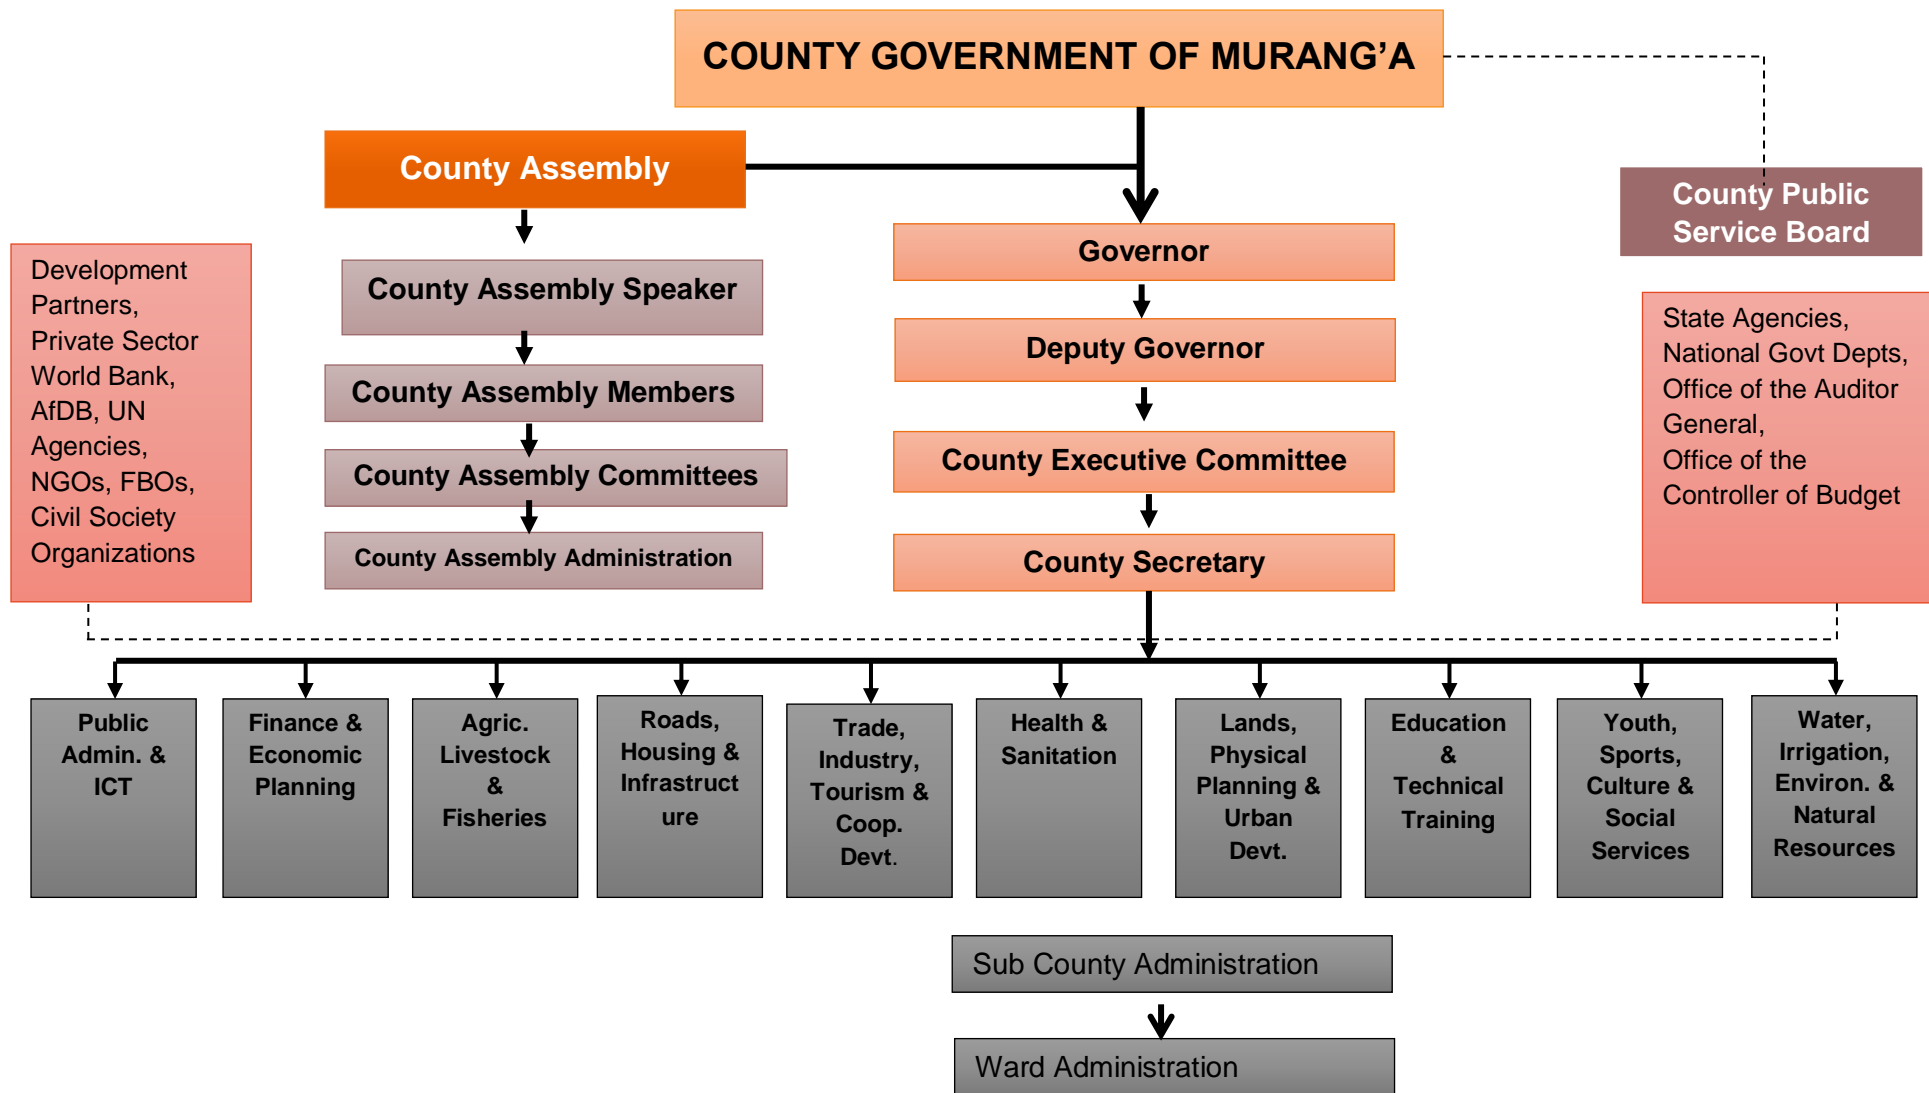 COUNTY GOVERNMENT OF MURANG’A
County Assembly
County Public
Service Board
Governor
Development
Partners,
Private Sector
World Bank,
AfDB, UN
Agencies,
NGOs, FBOs,
Civil Society
Organizations
County Assembly Speaker
County Assembly Members
County Assembly Committees
County Assembly Administration
Deputy Governor
County Executive Committee
County Secretary
State Agencies,
National Govt Depts,
Office of the Auditor
General,
Office of the
Controller of Budget
Public
Admin. &
ICT
Finance &
Economic
Planning
Agric.
Livestock
&
Fisheries
Roads,
Housing &
Infrastruct
ure
Trade,
Industry,
Tourism &
Coop.
Devt.
Health &
Sanitation
Lands,
Physical
Planning &
Urban
Devt.
Education
&
Technical
Training
Youth,
Sports,
Culture &
Social
Services
Water,
Irrigation,
Environ. &
Natural
Resources
Sub County Administration
Ward Administration